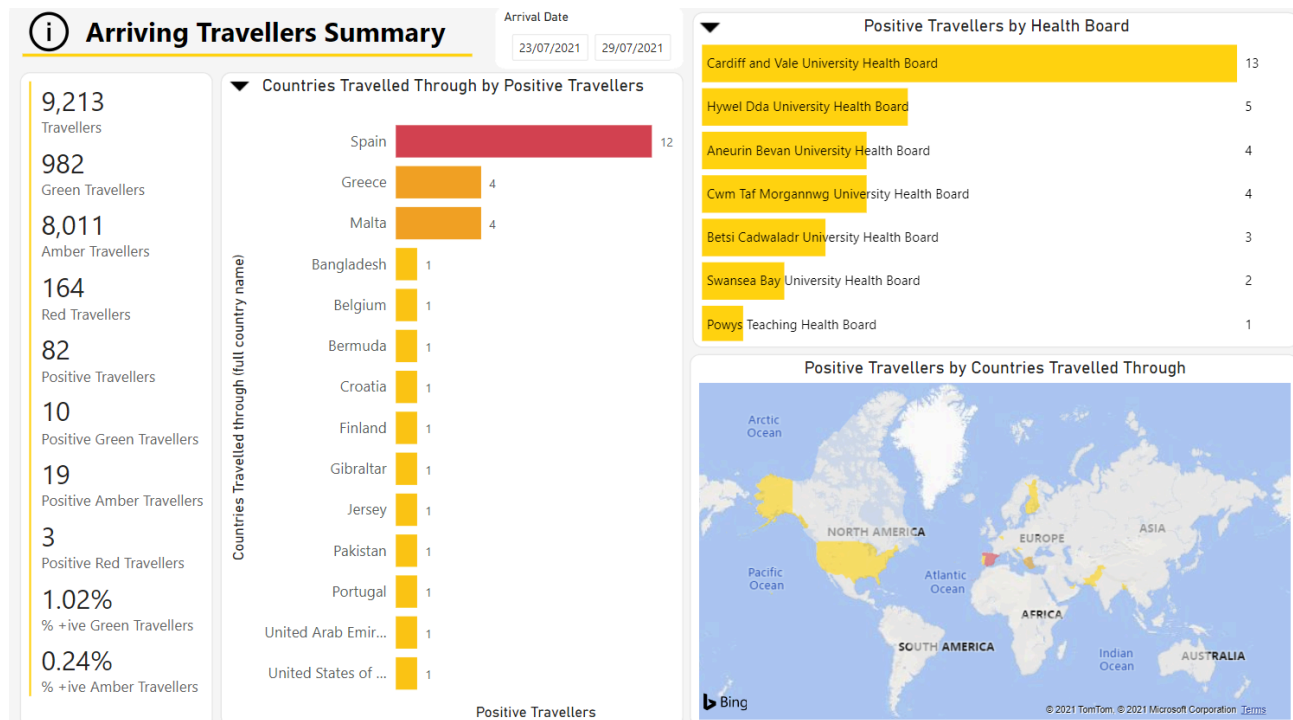 i
Arriving Travellers Summary
Arrival Date
23/07/2021
29/07/2021
9,213
Travellers
982
Green Travellers
8,011
Amber Travellers
164
Red Travellers
82
Positive Travellers
10
Positive Green Travellers
19
Positive Amber Travellers
3
Positive Red Travellers
1.02%
% +ive Green Travellers
0.24%
% +ive Amber Travellers
Countries Travelled Through by Positive Travellers
Countries Travelled through (full country name)
Spain 12
Greece 4
Malta 4
Bangladesh 1
Belgium 1
Bermuda 1
Croatia 1
Finland 1
Gibraltar 1
Jersey 1
Pakistan 1
Portugal 1
United Arab Emir... 1
United States of ... 1
Positive Travellers
Positive Travellers by Health Board
Cardiff and Vale University Health Board 13
Hywel Dda University Health Board 5
Aneurin Bevan University Health Board 4
Cwm Taf Morgannwg University Health Board 4
Betsi Cadwaladr University Health Board 3
Swansea Bay University Health Board 2
Powys Teaching Health Board 1
Positive Travellers by Countries Travelled Through
Arctic
Ocean
NORTH AMERICA
EUROPE
ASIA
Pacific
Ocean
Atlantic
Ocean
AFRICA
SOUTH AMERICA
Indian
Ocean
AUSTRALIA
Bing
© 2021 TomTom, © 2021 Microsoft Corporation Terms